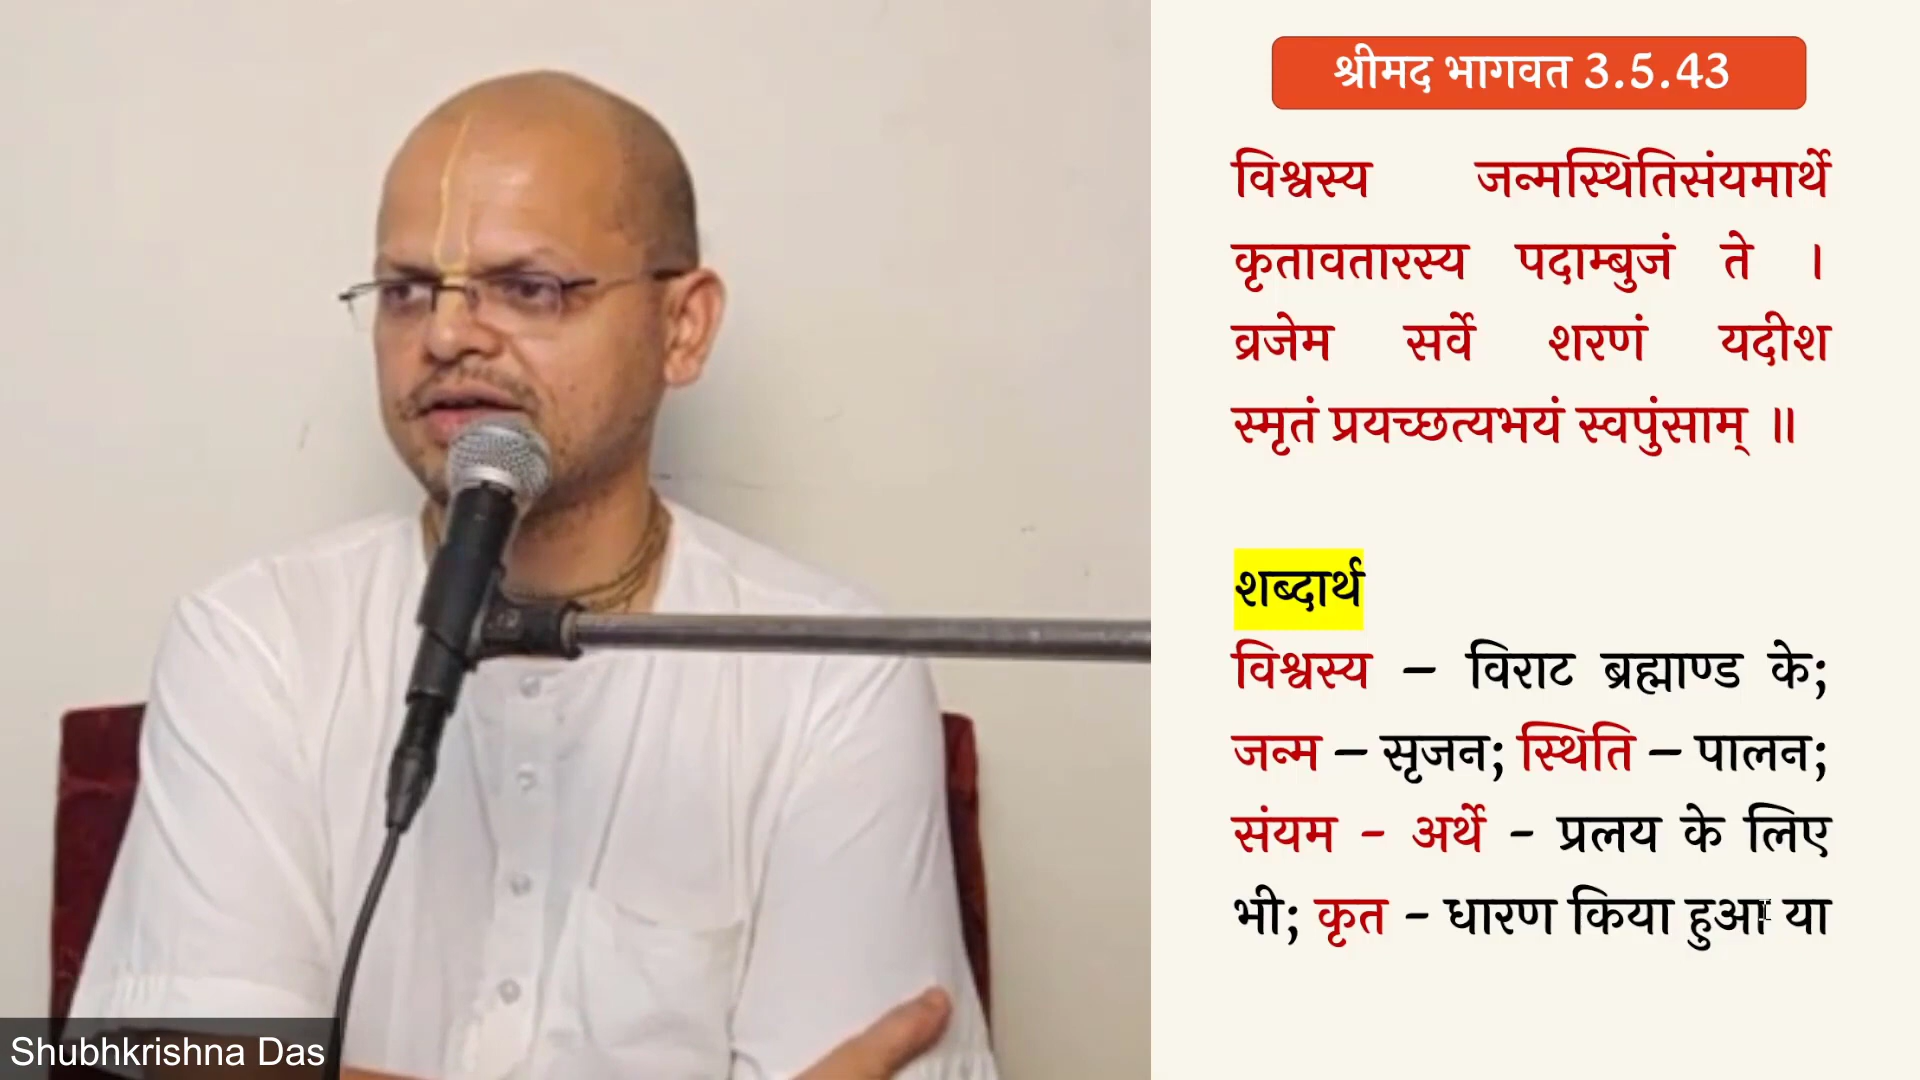 श्रीमद भागवत 3.5.43
विश्वस्य जन्मस्थितिसंयमार्थे
कृतावतारस्य पदाम्बुजं ते ।
व्रजेम सर्वे शरणं यदीश
स्मृतं प्रयच्छत्यभयं स्वपुंसाम् ॥
शब्दार्थ
विश्वस्य – विराट ब्रह्माण्ड के;
जन्म – सृजन; स्थिति – पालन;
संयम - अर्थे - प्रलय के लिए
भी; कृत - धारण किया हुआ या
Shubhkrishna Das